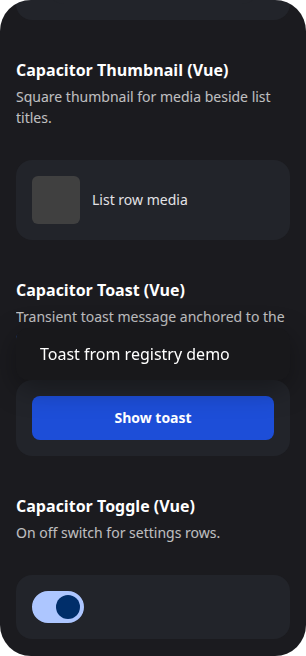 Capacitor Thumbnail (Vue)
Square thumbnail for media beside list
titles.
List row media
Capacitor Toast (Vue)
Transient toast message anchored to the
Toast from registry demo
Show toast
Capacitor Toggle (Vue)
On off switch for settings rows.